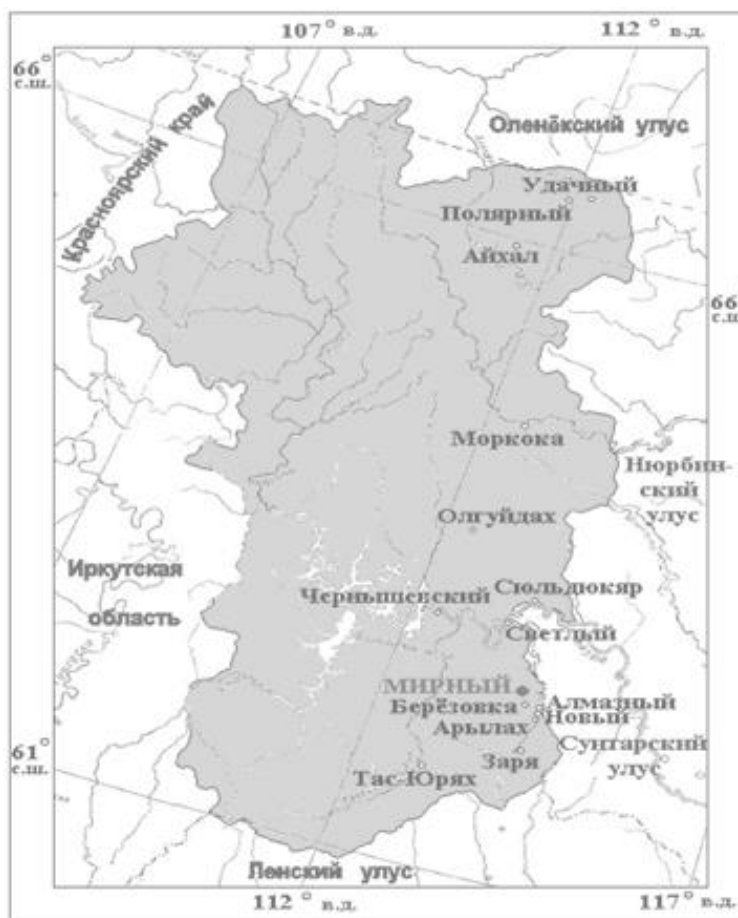 107° в.д.
112° в.д.
66°
с.ш.
Красноярский край
Оленёкский улус
Удачный
Полярный
Айхал
66°
с.ш.
Моркока
Нюрбин-
ский
улус
Олгуйдах
Иркутская
область
Чернышевский
Сюльдюкяр
Светлый
МИРНЫЙ
Алмазный
Берёзовка
Новый
Арылах
Сунтарский
улус
Заря
61°
с.ш.
Тас-Юрях
Ленский улус
112° в.д.
117° в.д.